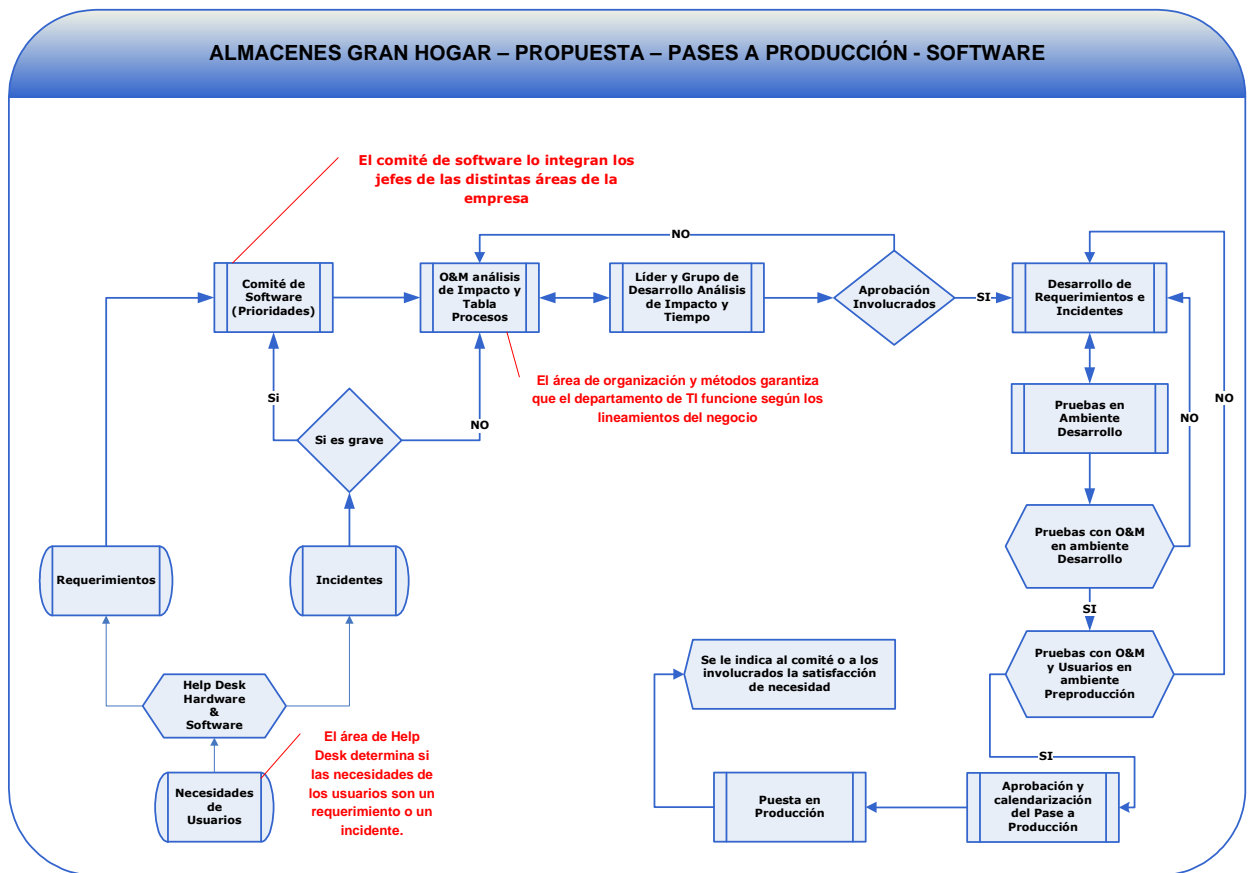 ALMACENES GRAN HOGAR – PROPUESTA – PASES A PRODUCCIÓN - SOFTWARE
El comité de software lo integran los
jefes de las distintas áreas de la
empresa
NO
Comité de
Software
(Prioridades)
O&M análisis
de Impacto y
Tabla
Procesos
Líder y Grupo de
Desarrollo Análisis
de Impacto y
Tiempo
Aprobación
Involucrados
SI
Desarrollo de
Requerimientos e
Incidentes
El área de organización y métodos garantiza
que el departamento de TI funcione según los
lineamientos del negocio
Si
Si es grave
NO
Pruebas en
Ambiente
Desarrollo
NO
NO
Pruebas con O&M
en ambiente
Desarrollo
Requerimientos
Incidentes
SI
Se le indica al comité o a los
involucrados la satisfacción
de necesidad
Pruebas con O&M
y Usuarios en
ambiente
Preproducción
Help Desk
Hardware
&
Software
El área de Help
Desk determina si
las necesidades de
los usuarios son un
requerimiento o un
incidente.
SI
Necesidades
de
Usuarios
Puesta en
Producción
Aprobación y
calendarización
del Pase a
Producción